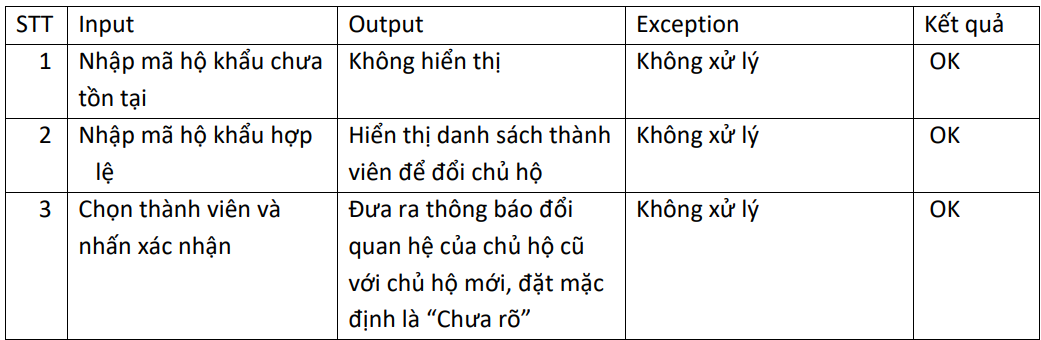 STT Input Output Exception Kết quả
1 Nhập mã hộ khẩu chưa Không hiển thị Không xử lý OK
tồn tại
2 Nhập mã hộ khẩu hợp Hiển thị danh sách thành Không xử lý OK
lệ viên để đổi chủ hộ
3 Chọn thành viên và Đưa ra thông báo đổi Không xử lý OK
nhấn xác nhận quan hệ của chủ hộ cũ
với chủ hộ mới, đặt mặc
định là “Chưa rõ”